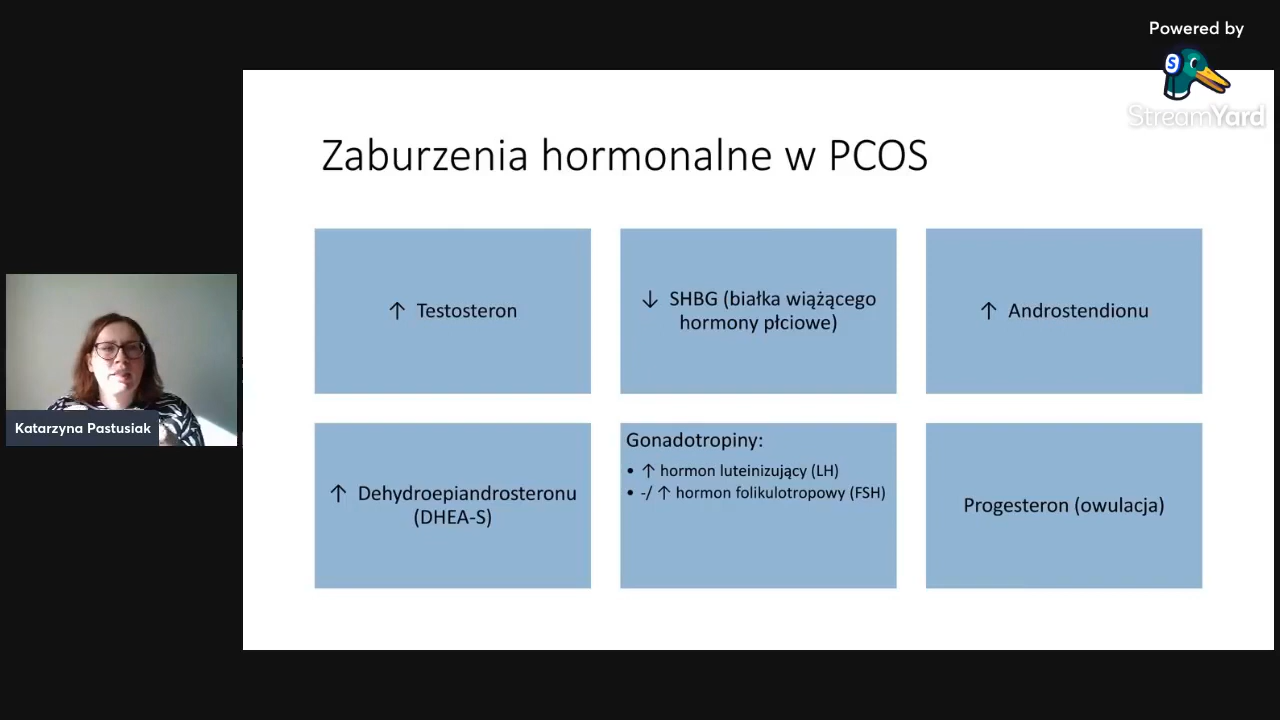 Powered by
StreamYard
Zaburzenia hormonalne w PCOS
↑ Testosteron
↓ SHBG (białka wiążącego
hormony płciowe)
↑ Androstendionu
↑ Dehydroepiandrosteronu
(DHEA-S)
Gonadotropiny:
• ↑ hormon luteinizujący (LH)
• -/ ↑ hormon folikulotropowy (FSH)
Progesteron (owulacja)
Katarzyna Pastusiak